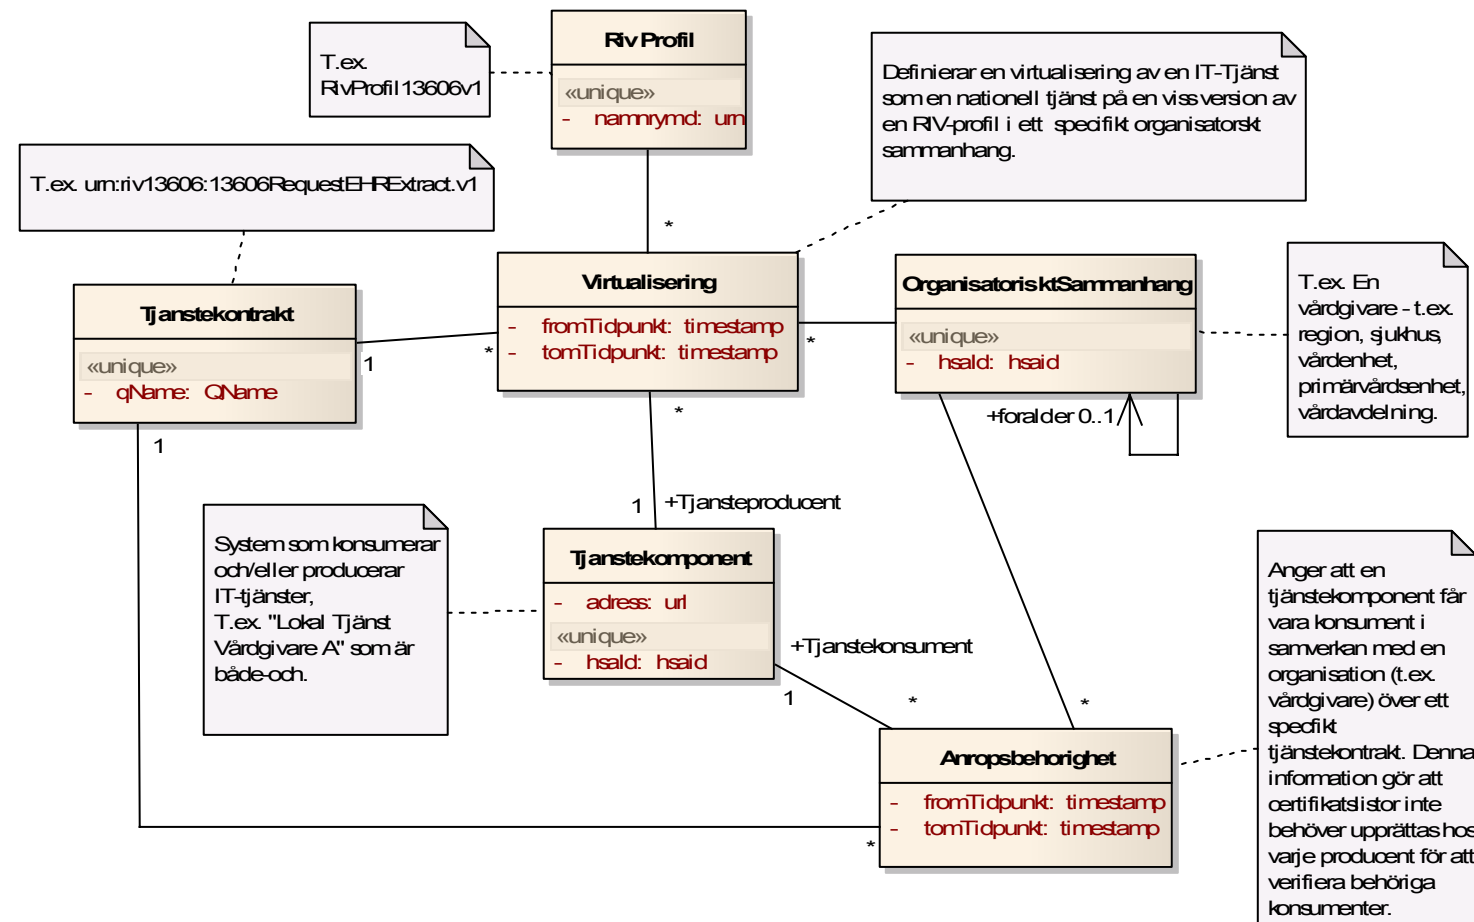 T.ex.
RivProfil13606v1
Riv Profil
«unique»
- namnrymd: urn
Definierar en virtualisering av en IT-Tjänst
som en nationell tjänst på en viss version av
en RIV-profil i ett specifikt organisatorskt
sammanhang.
T.ex. urn:riv13606:13606RequestEHRExtract.v1
*
Virtualisering
- fromTidpunkt: timestamp
- tomTidpunkt: timestamp
OrganisatorisktSammanhang
«unique»
- hsaId: hsaid
T.ex. En
vårdgivare - t.ex.
region, sjukhus,
vårdenhet,
primärvårdsenhet,
vårdavdelning.
Tjanstekontrakt
«unique»
- qName: QName
1
*
*
*
+foralder 0..1
1
1
+Tjansteproducent
System som konsumerar
och/eller producerar
IT-tjänster,
T.ex. "Lokal Tjänst
Vårdgivare A" som är
både-och.
Tjanstekomponent
- adress: url
«unique»
- hsaId: hsaid
+Tjanstekonsument
1
*
*
Anropsbehorighet
- fromTidpunkt: timestamp
- tomTidpunkt: timestamp
*
Anger att en
tjänstekomponent får
vara konsument i
samverkan med en
organisation (t.ex.
vårdgivare) över ett
specfikt
tjänstekontrakt. Denna
information gör att
certifikatslistor inte
behöver upprättas hos
varje producent för att
verifiera behöriga
konsumenter.